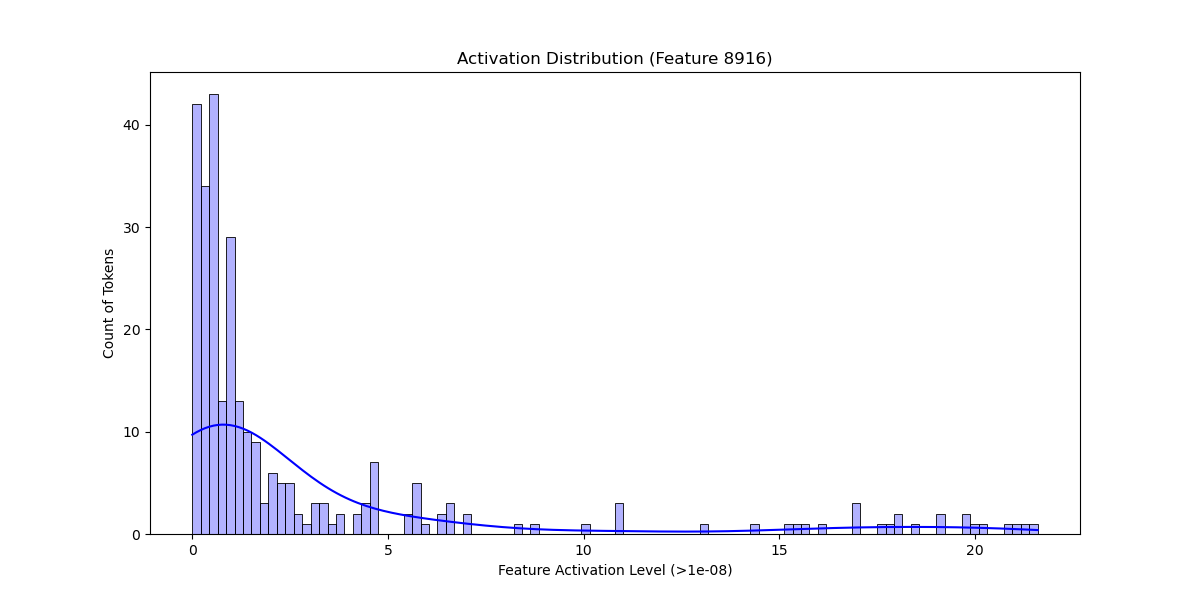 Activation Distribution (Feature 8916)
Count of Tokens
40
30
20
10
0
0 5 10 15 20
Feature Activation Level (>1e-08)